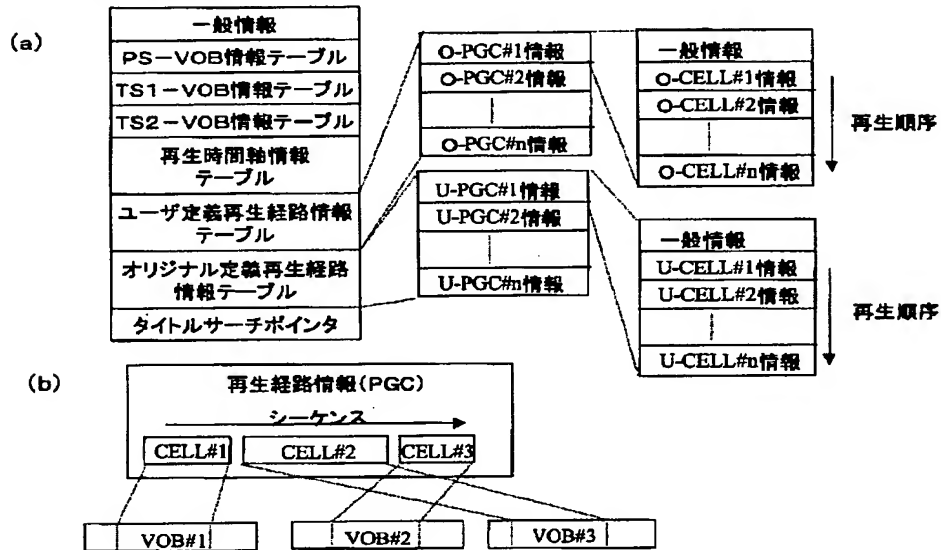 (a)
一般情報
PS-VOB情報テーブル
TS1-VOB情報テーブル
TS2-VOB情報テーブル
再生時間軸情報
テーブル
ユーザ定義再生経路情報
テーブル
オリジナル定義再生経路
情報テーブル
タイトルサーチポインタ
O-PGC#1情報
O-PGC#2情報
O-PGC#n情報
U-PGC#1情報
U-PGC#2情報
U-PGC#n情報
一般情報
O-CELL#1情報
O-CELL#2情報
O-CELL#n情報
再生順序
一般情報
U-CELL#1情報
U-CELL#2情報
U-CELL#n情報
再生順序
(b)
再生経路情報(PGC)
シーケンス
CELL#1
CELL#2
CELL#3
VOB#1
VOB#2
VOB#3